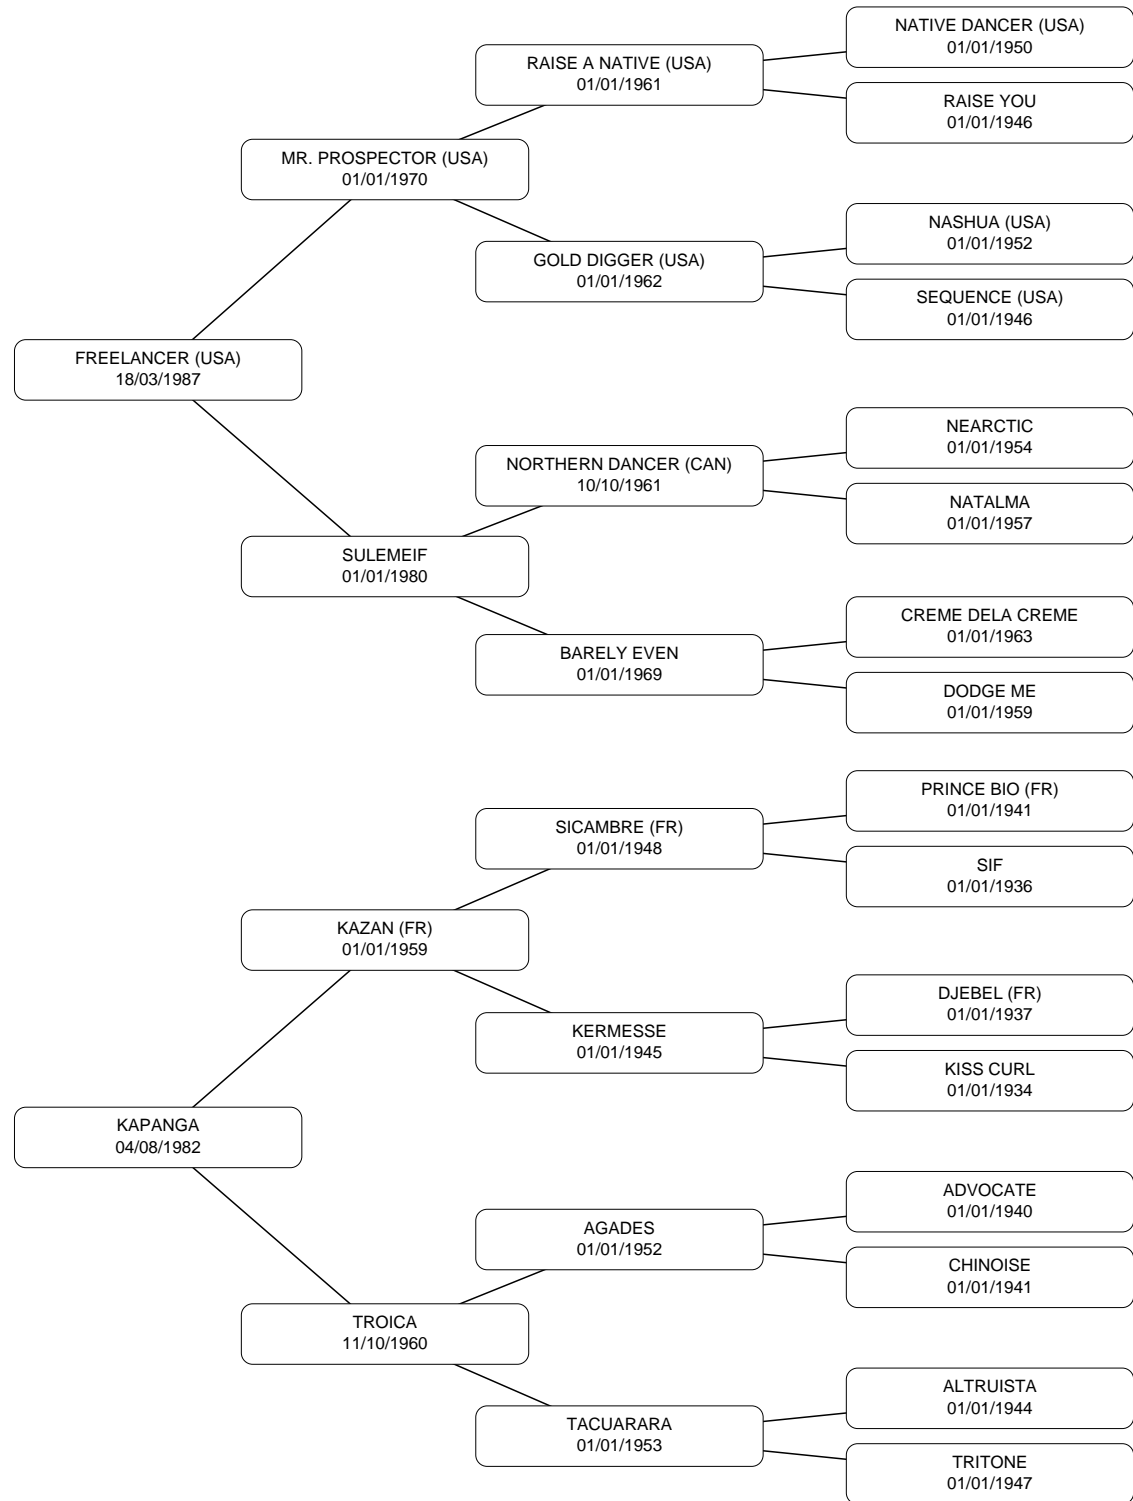 NATIVE DANCER (USA)
01/01/1950
RAISE A NATIVE (USA)
01/01/1961
RAISE YOU
01/01/1946
MR. PROSPECTOR (USA)
01/01/1970
NASHUA (USA)
01/01/1952
GOLD DIGGER (USA)
01/01/1962
SEQUENCE (USA)
01/01/1946
FREELANCER (USA)
18/03/1987
NEARCTIC
01/01/1954
NORTHERN DANCER (CAN)
10/10/1961
NATALMA
01/01/1957
SULEMEIF
01/01/1980
CREME DELA CREME
01/01/1963
BARELY EVEN
01/01/1969
DODGE ME
01/01/1959
PRINCE BIO (FR)
01/01/1941
SICAMBRE (FR)
01/01/1948
SIF
01/01/1936
KAZAN (FR)
01/01/1959
DJEBEL (FR)
01/01/1937
KERMESSE
01/01/1945
KISS CURL
01/01/1934
KAPANGA
04/08/1982
ADVOCATE
01/01/1940
AGADES
01/01/1952
CHINOISE
01/01/1941
TROICA
11/10/1960
ALTRUISTA
01/01/1944
TACUARARA
01/01/1953
TRITONE
01/01/1947